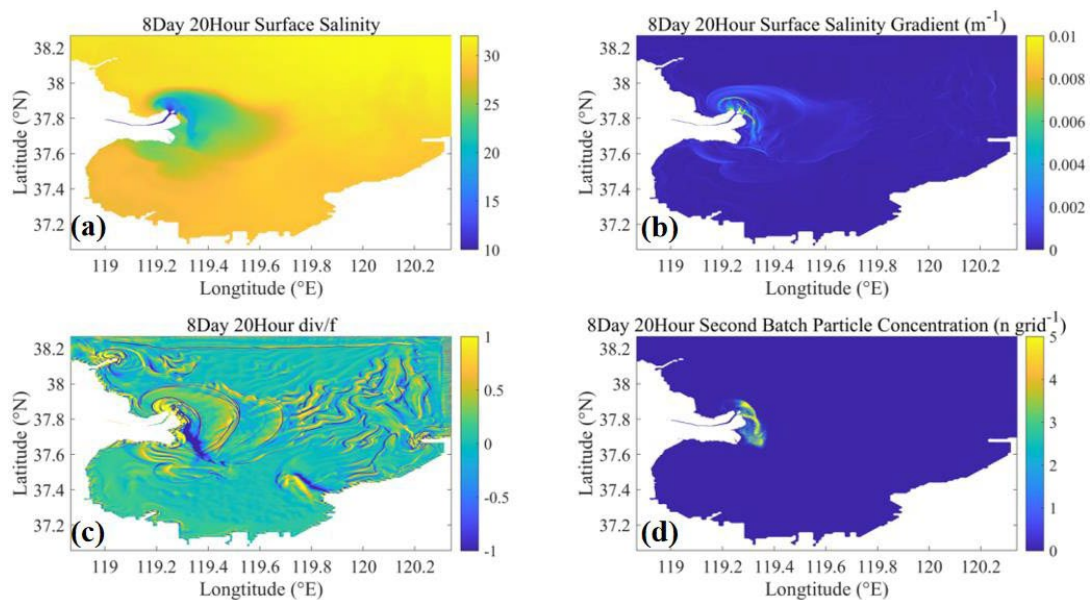 8Day 20Hour Surface Salinity
38.2
38
37.8
37.6
37.4
37.2
Latitude (°N)
(a)
119 119.2 119.4 119.6 119.8 120 120.2
Longtitude (°E)
30
25
20
15
10
8Day 20Hour Surface Salinity Gradient (m⁻¹)
38.2
38
37.8
37.6
37.4
37.2
Latitude (°N)
(b)
119 119.2 119.4 119.6 119.8 120 120.2
Longtitude (°E)
0.01
0.008
0.006
0.004
0.002
0
8Day 20Hour div/f
38.2
38
37.8
37.6
37.4
37.2
Latitude (°N)
(c)
119 119.2 119.4 119.6 119.8 120 120.2
Longtitude (°E)
1
0.5
0
-0.5
-1
8Day 20Hour Second Batch Particle Concentration (n grid⁻¹)
38.2
38
37.8
37.6
37.4
37.2
Latitude (°N)
(d)
119 119.2 119.4 119.6 119.8 120 120.2
Longtitude (°E)
5
4
3
2
1
0